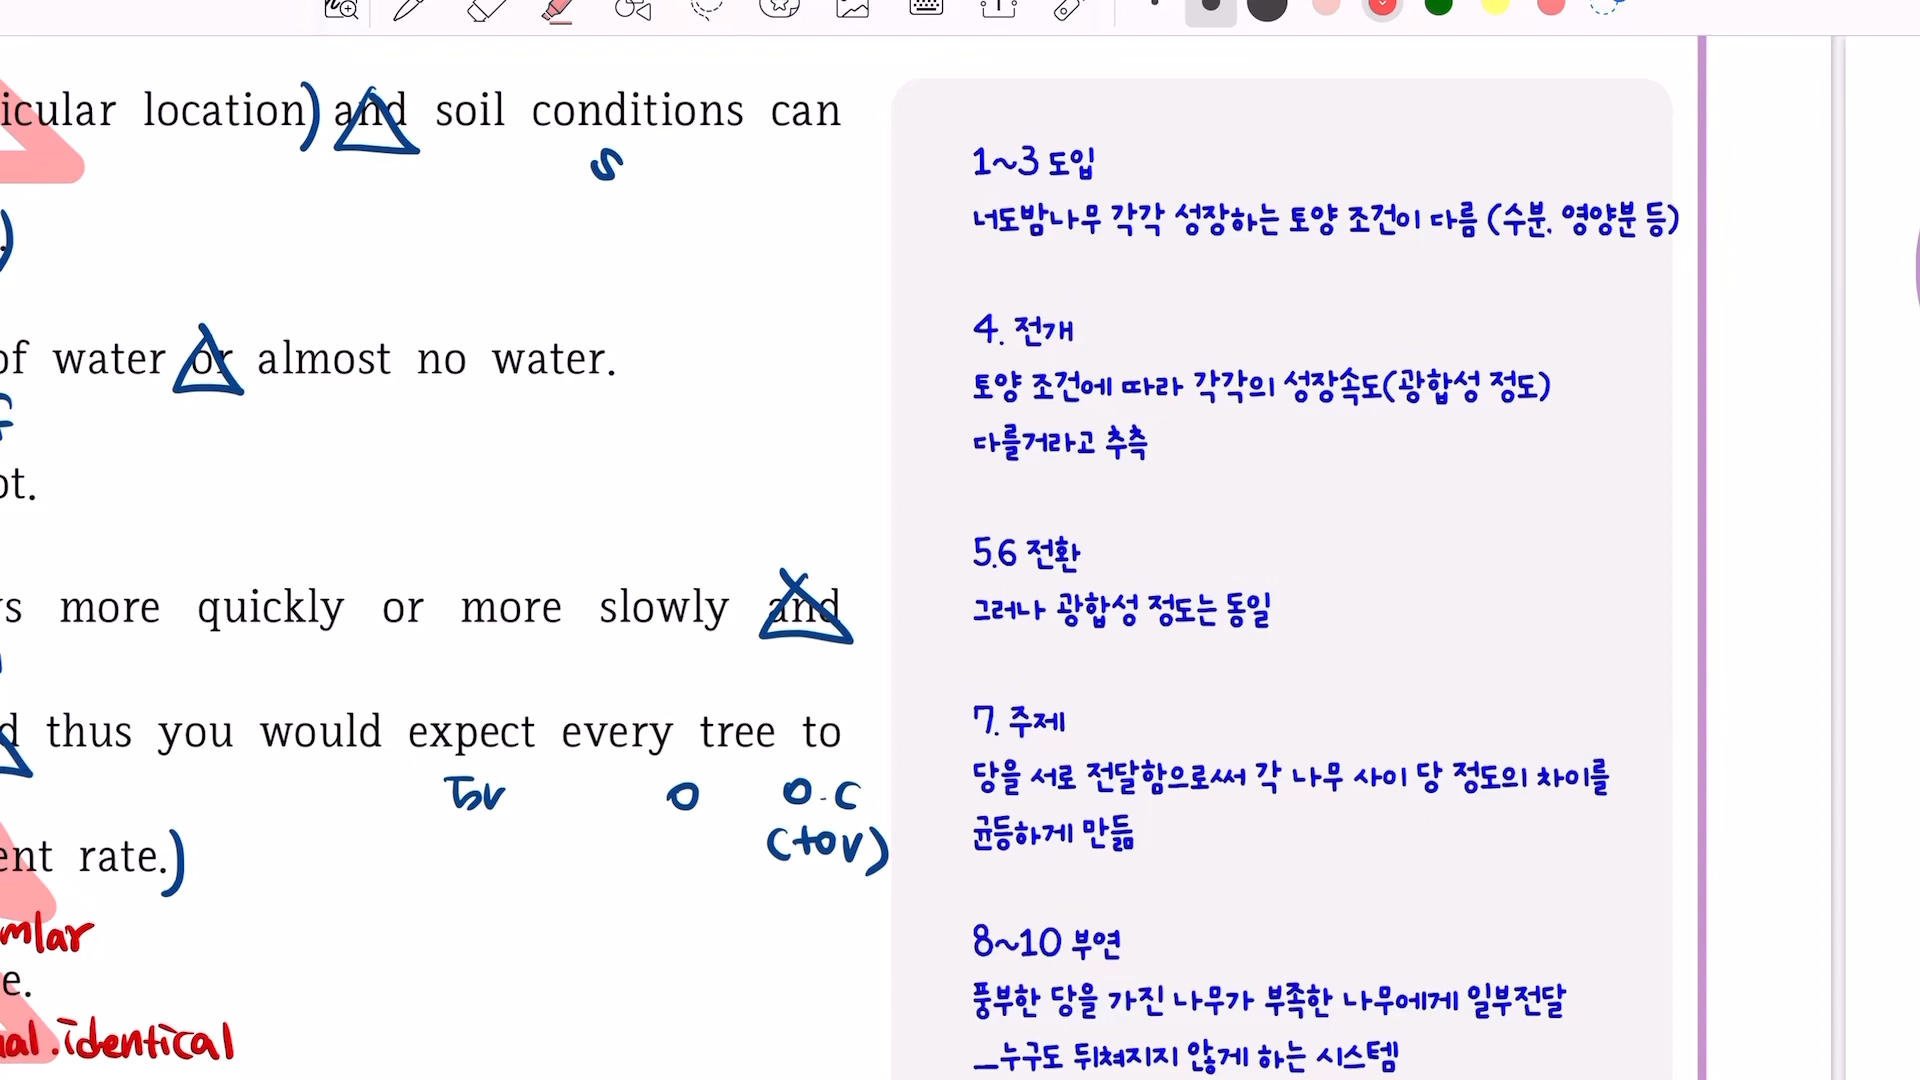 icular location) and soil conditions can
S
.)
of water or almost no water.
ot.
s more quickly or more slowly and
d thus you would expect every tree to
5v O O.C
(tov)
ent rate.)
mlar
e.
ual.identical
1~3 도입
너도밤나무 각각 성장하는 토양 조건이 다름 (수분, 영양분 등)
4. 전개
토양 조건에 따라 각각의 성장속도(광합성 정도)
다를거라고 추측
5.6 전환
그러나 광합성 정도는 동일
7. 주제
당을 서로 전달함으로써 각 나무 사이 당 정도의 차이를
균등하게 만듦
8~10 부연
풍부한 당을 가진 나무가 부족한 나무에게 일부전달
_누구도 뒤쳐지지 않게 하는 시스템